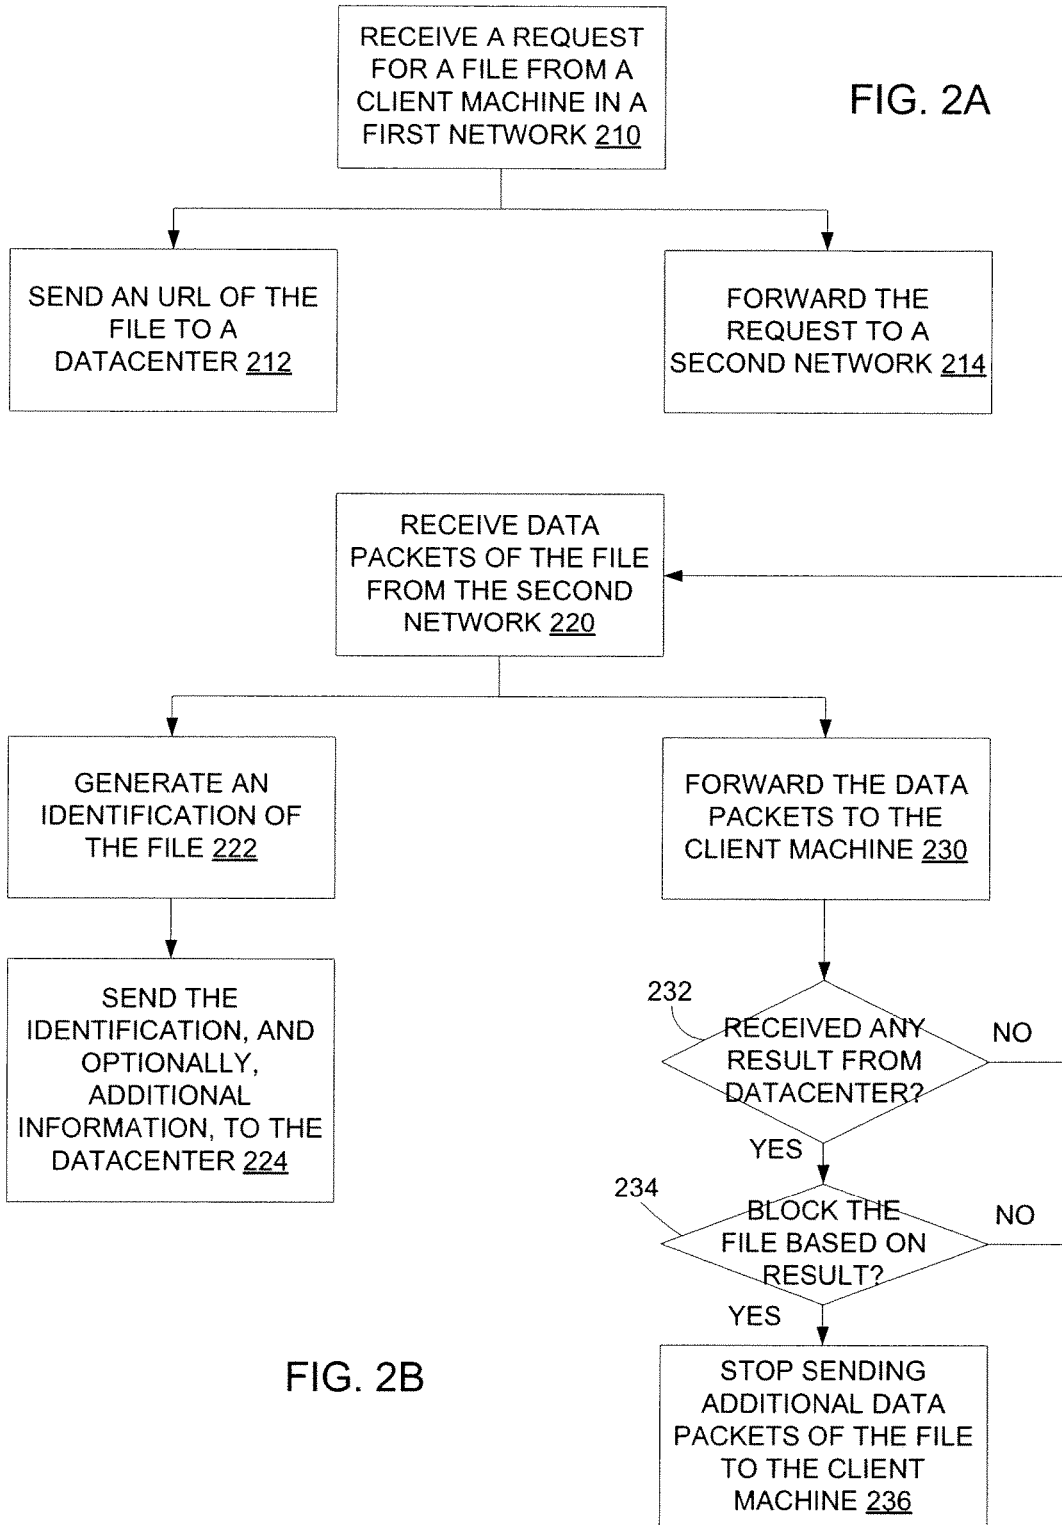 RECEIVE A REQUEST
FOR A FILE FROM A
CLIENT MACHINE IN A
FIRST NETWORK 210
FIG. 2A
SEND AN URL OF THE
FILE TO A
DATACENTER 212
FORWARD THE
REQUEST TO A
SECOND NETWORK 214
RECEIVE DATA
PACKETS OF THE FILE
FROM THE SECOND
NETWORK 220
GENERATE AN
IDENTIFICATION OF
THE FILE 222
FORWARD THE DATA
PACKETS TO THE
CLIENT MACHINE 230
SEND THE
IDENTIFICATION, AND
OPTIONALLY,
ADDITIONAL
INFORMATION, TO THE
DATACENTER 224
232
RECEIVED ANY
RESULT FROM
DATACENTER?
NO
YES
234
BLOCK THE
FILE BASED ON
RESULT?
NO
YES
FIG. 2B
STOP SENDING
ADDITIONAL DATA
PACKETS OF THE FILE
TO THE CLIENT
MACHINE 236